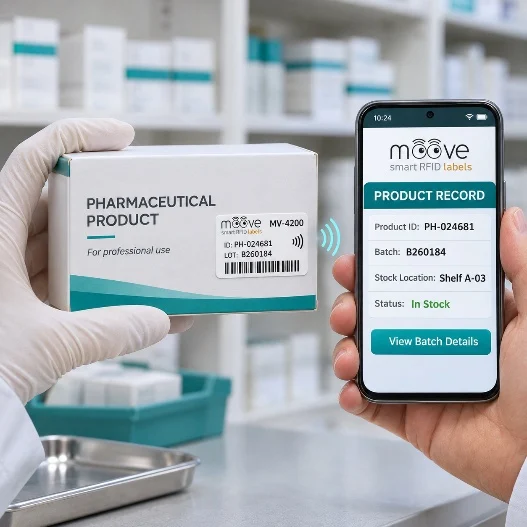 PHARMACEUTICAL
PRODUCT
For professional use
moove
smart RFID labels
MV-4200
ID: PH-024681
LOT: B260184
10:24
moove
smart RFID labels
PRODUCT RECORD
Product ID: PH-024681
Batch: B260184
Stock Location: Shelf A-03
Status: In Stock
View Batch Details